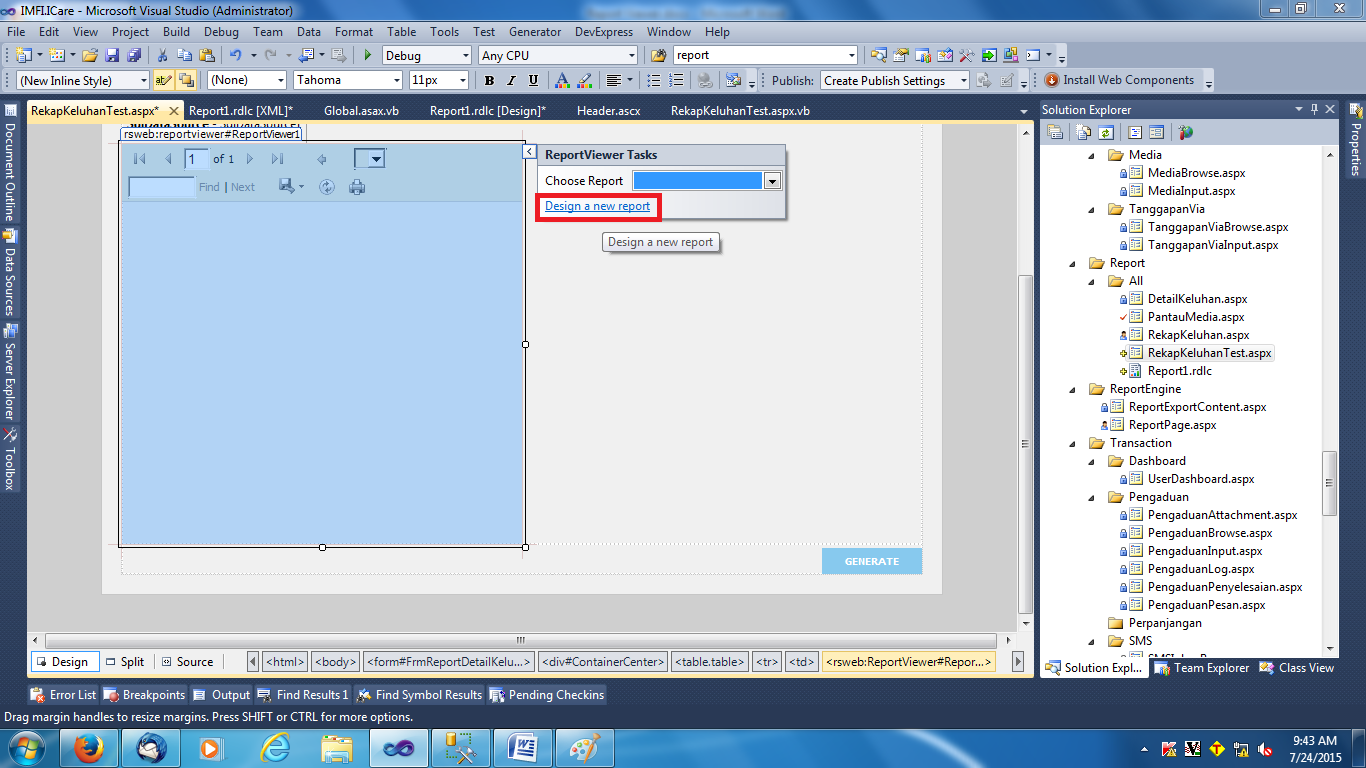 IMFI.ICare - Microsoft Visual Studio (Administrator)
File Edit View Project Build Debug Team Data Format Table Tools Test Generator DevExpress Window Help
Debug Any CPU report
(New Inline Style) (None) Tahoma 11px B I U A Publish: Create Publish Settings Install Web Components
RekapKeluhanTest.aspx* Report1.rdlc [XML]* Global.asax.vb Report1.rdlc [Design]* Header.ascx RekapKeluhanTest.aspx.vb
rsweb:reportviewer#ReportViewer1
1 of 1
Find | Next
ReportViewer Tasks
Choose Report
Design a new report
Design a new report
GENERATE
Document Outline
Data Sources
Server Explorer
Toolbox
Solution Explorer
Media
MediaBrowse.aspx
MediaInput.aspx
TanggapanVia
TanggapanViaBrowse.aspx
TanggapanViaInput.aspx
Report
All
DetailKeluhan.aspx
PantauMedia.aspx
RekapKeluhan.aspx
RekapKeluhanTest.aspx
Report1.rdlc
ReportEngine
ReportExportContent.aspx
ReportPage.aspx
Transaction
Dashboard
UserDashboard.aspx
Pengaduan
PengaduanAttachment.aspx
PengaduanBrowse.aspx
PengaduanInput.aspx
PengaduanLog.aspx
PengaduanPenyelesaian.aspx
PengaduanPesan.aspx
Perpanjangan
SMS
Properties
Design Split Source <html> <body> <form#FrmReportDetailKelu...> <div#ContainerCenter> <table.table> <tr> <td> <rsweb:ReportViewer#Repor...>
Solution Expl... Team Explorer Class View
Error List Breakpoints Output Find Results 1 Find Symbol Results Pending Checkins
Drag margin handles to resize margins. Press SHIFT or CTRL for more options.
9:43 AM
7/24/2015